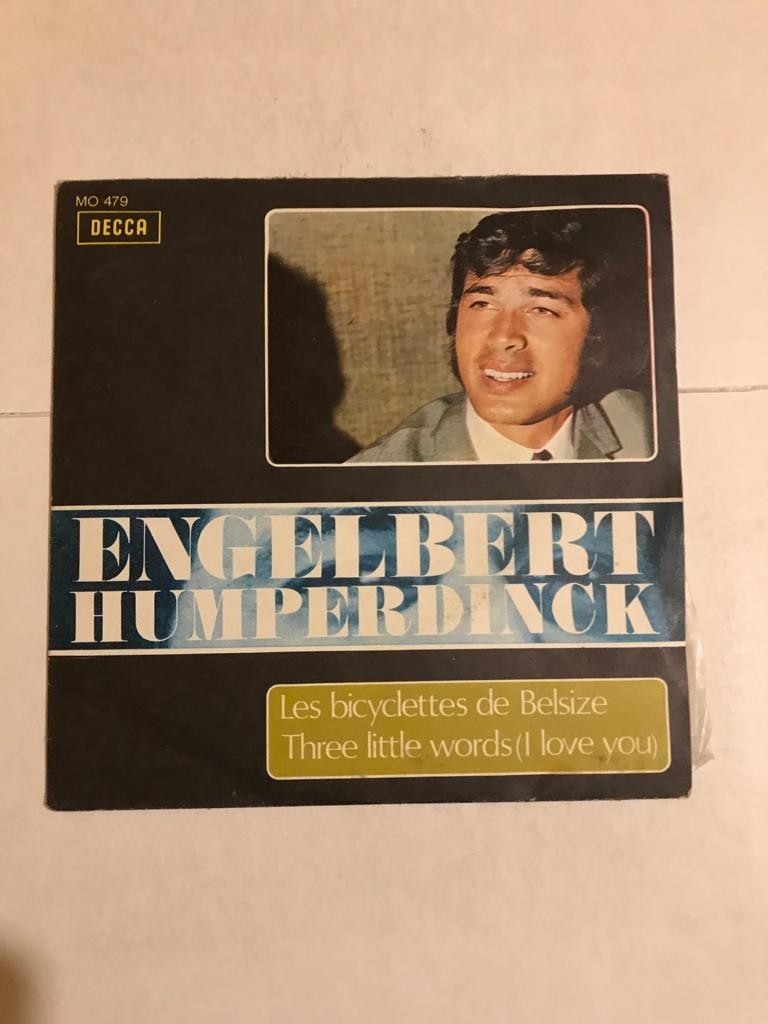 MO 479
DECCA
ENGELBERT
HUMPERDINCK
Les bicyclettes de Belsize
Three little words (I love you)